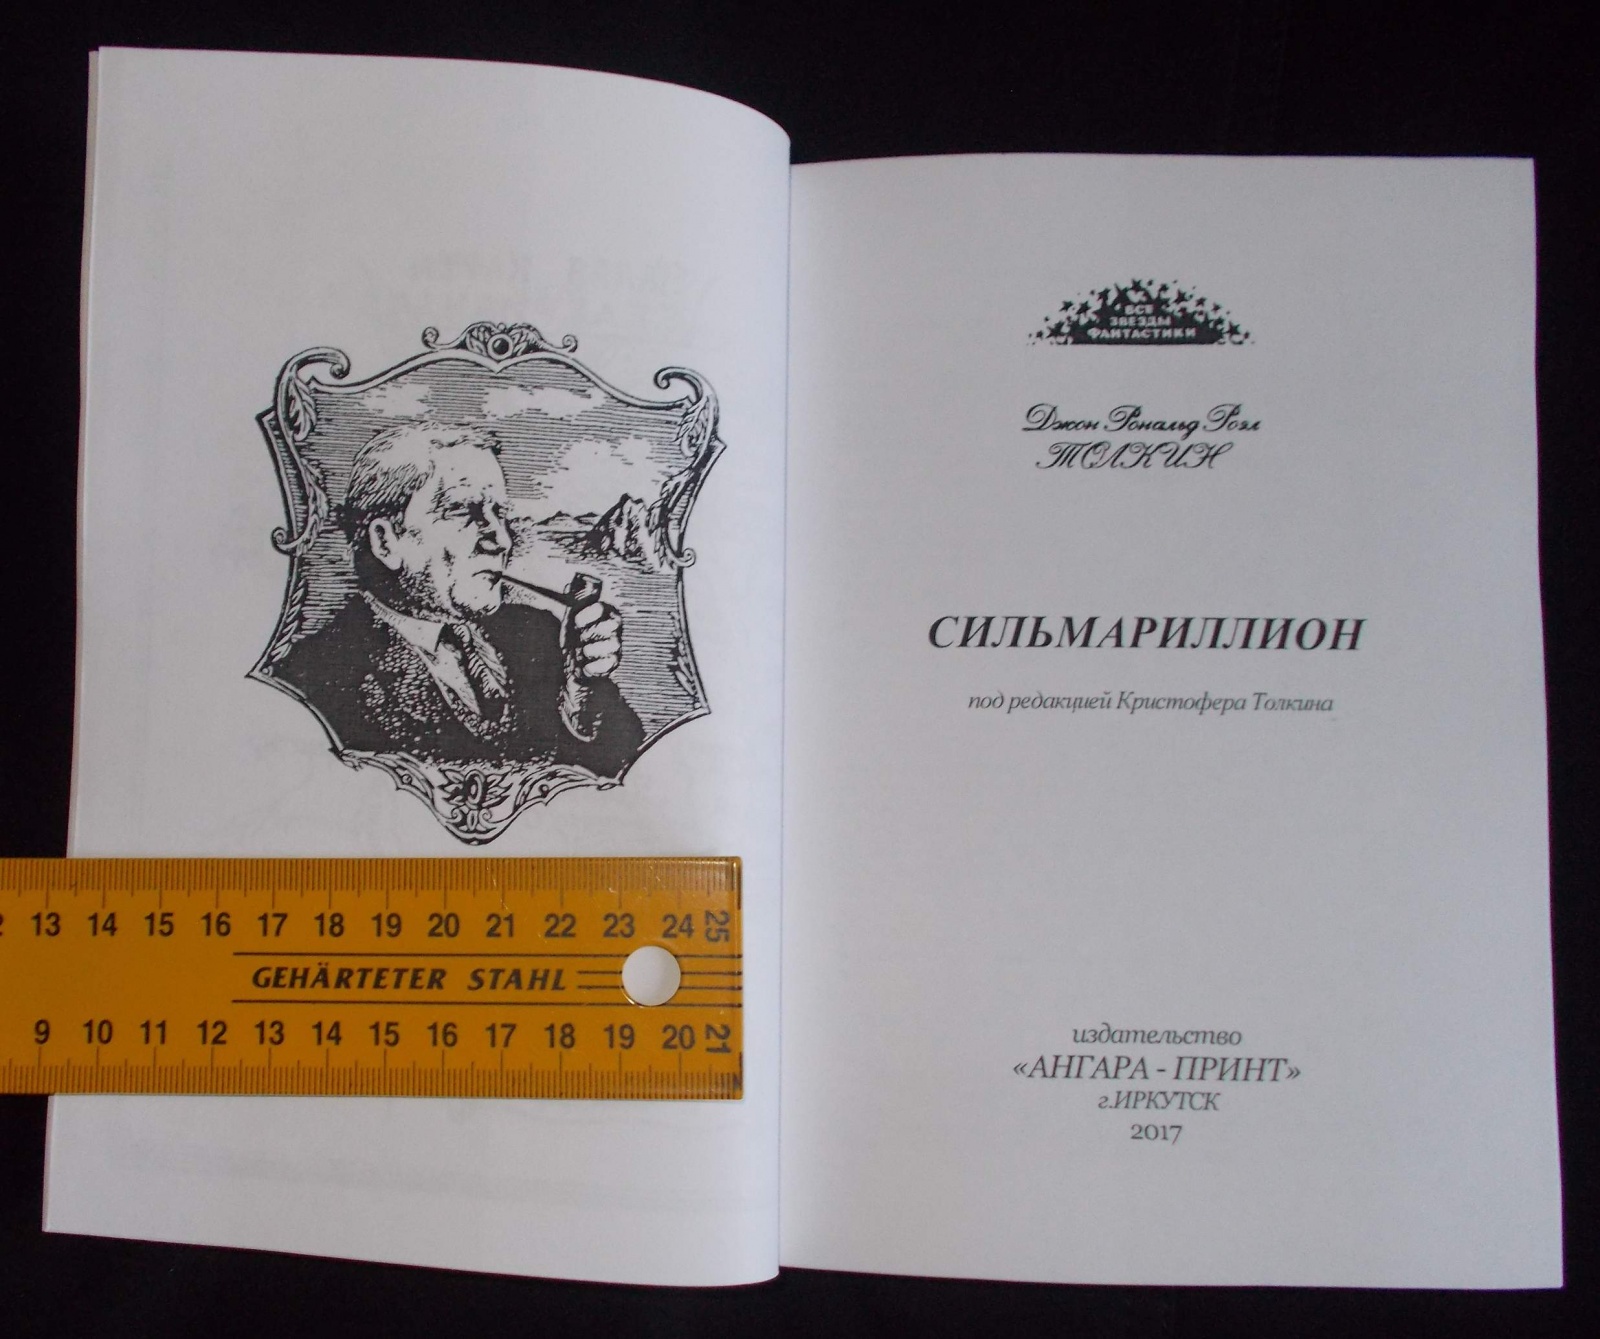 ВСЕ
ЗВЕЗДЫ
ФАНТАСТИКИ
Джон Рональд Роэл
ТОЛКИН
СИЛЬМАРИЛЛИОН
под редакцией Кристофера Толкина
13 14 15 16 17 18 19 20 21 22 23 24 25
GEHÄRTETER STAHL
9 10 11 12 13 14 15 16 17 18 19 20 21
издательство
«АНГАРА - ПРИНТ»
г.ИРКУТСК
2017